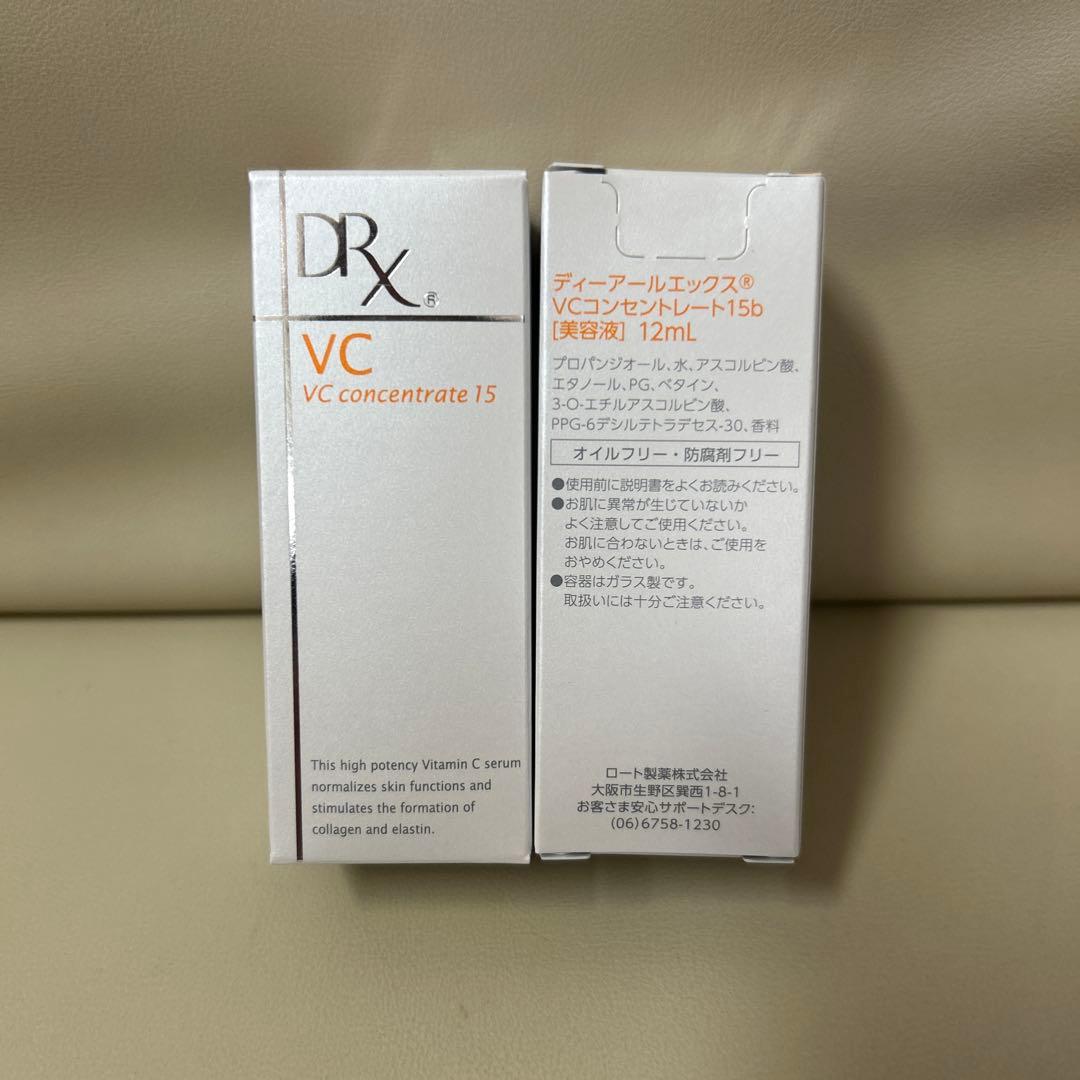 DRX®
VC
VC concentrate 15
This high potency Vitamin C serum
normalizes skin functions and
stimulates the formation of
collagen and elastin.
ディーアールエックス®
VCコンセントレート15b
[美容液] 12mL
プロパンジオール、水、アスコルビン酸、
エタノール、PG、ベタイン、
3-O-エチルアスコルビン酸、
PPG-6デシルテトラデセス-30、香料
オイルフリー・防腐剤フリー
●使用前に説明書をよくお読みください。
●お肌に異常が生じていないか
よく注意してご使用ください。
お肌に合わないときは、ご使用を
おやめください。
●容器はガラス製です。
取扱いには十分ご注意ください。
ロート製薬株式会社
大阪市生野区巽西1-8-1
お客さま安心サポートデスク:
(06)6758-1230